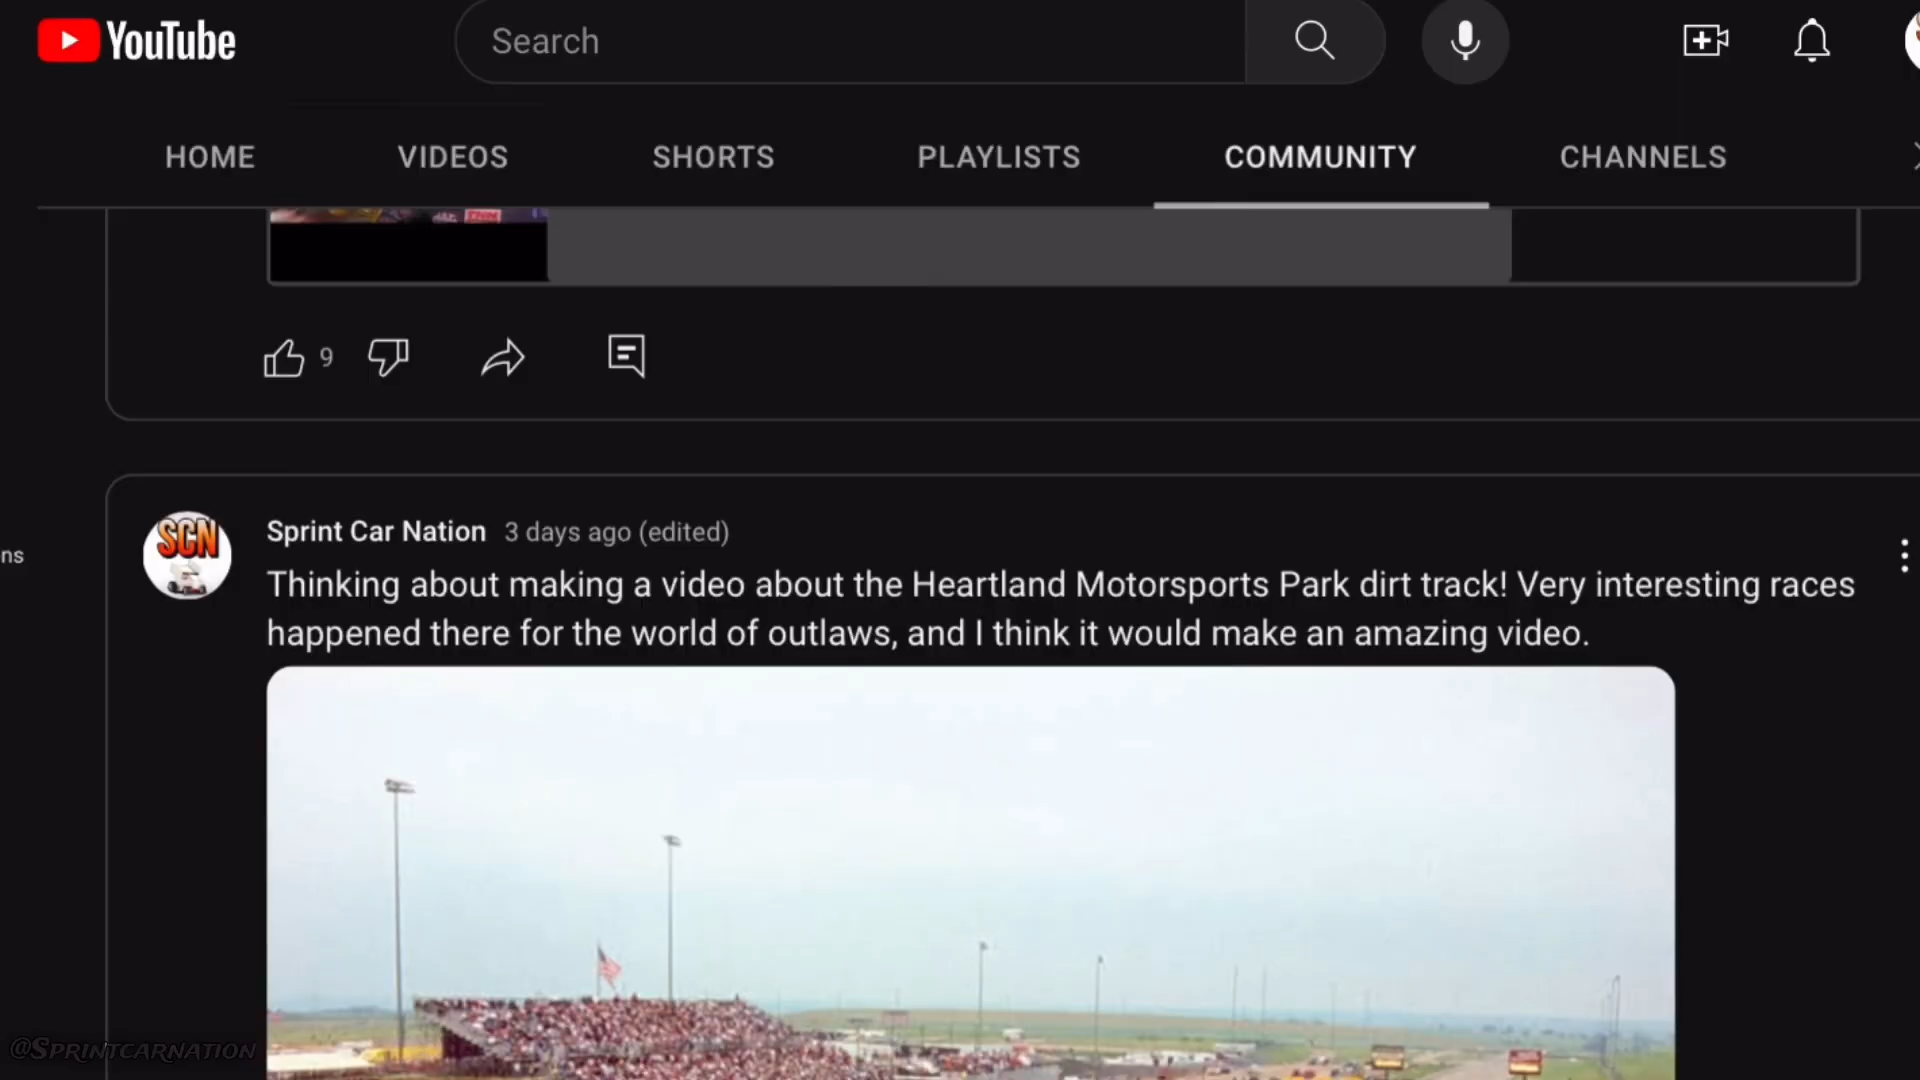 YouTube
Search
HOME VIDEOS SHORTS PLAYLISTS COMMUNITY CHANNELS
9
SCN
Sprint Car Nation 3 days ago (edited)
ns
Thinking about making a video about the Heartland Motorsports Park dirt track! Very interesting races
happened there for the world of outlaws, and I think it would make an amazing video.
@SPRINTCARNATION